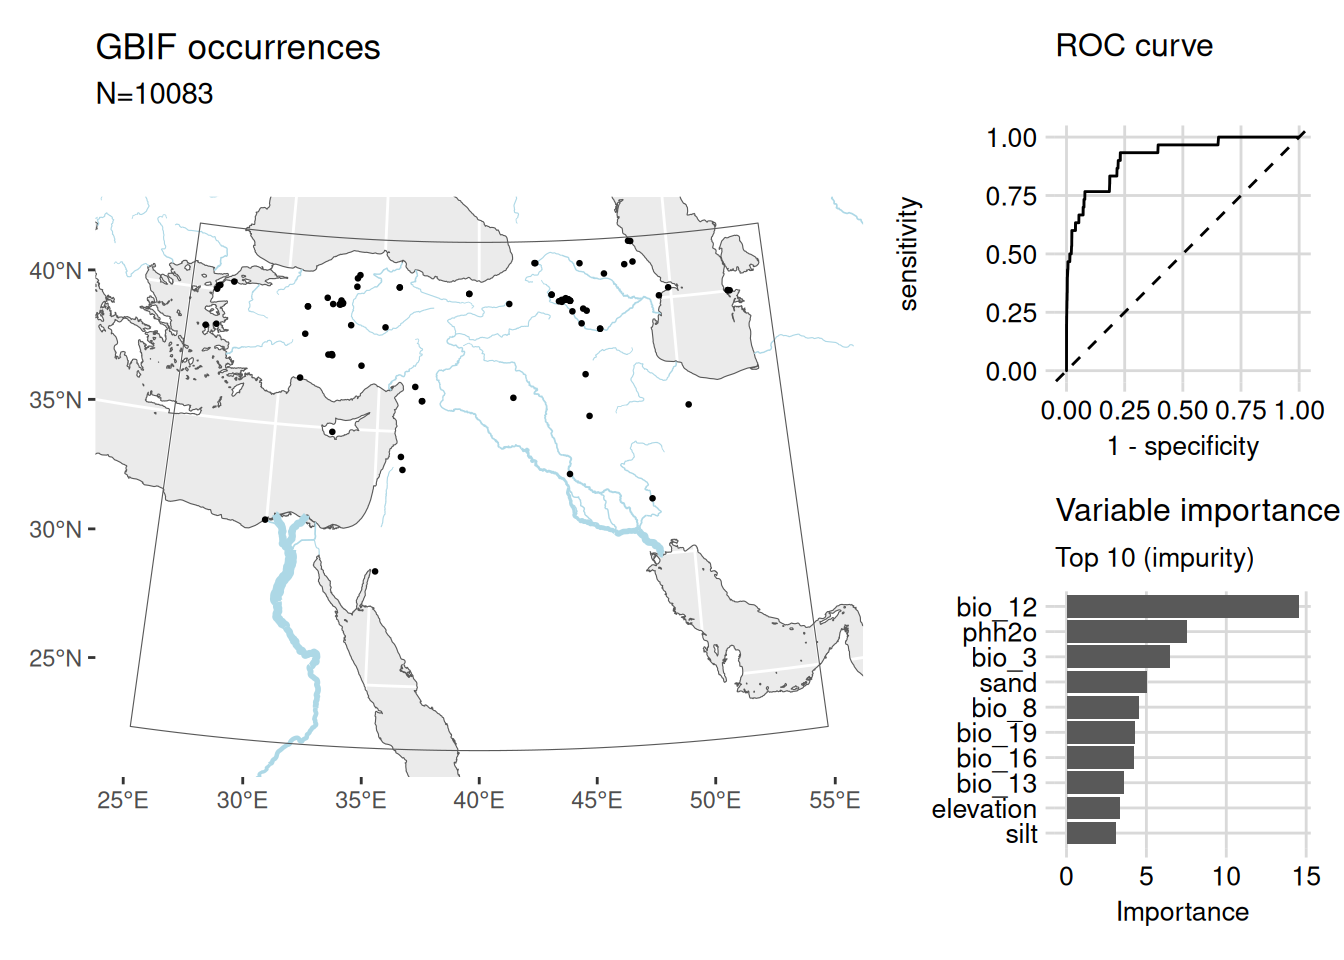 GBIF occurrences
N=10083
40°N
35°N
30°N
25°N
25°E 30°E 35°E 40°E 45°E 50°E 55°E
ROC curve
sensitivity
1.00
0.75
0.50
0.25
0.00
0.00 0.25 0.50 0.75 1.00
1 - specificity
Variable importance
Top 10 (impurity)
bio_12
phh2o
bio_3
sand
bio_8
bio_19
bio_16
bio_13
elevation
silt
0 5 10 15
Importance